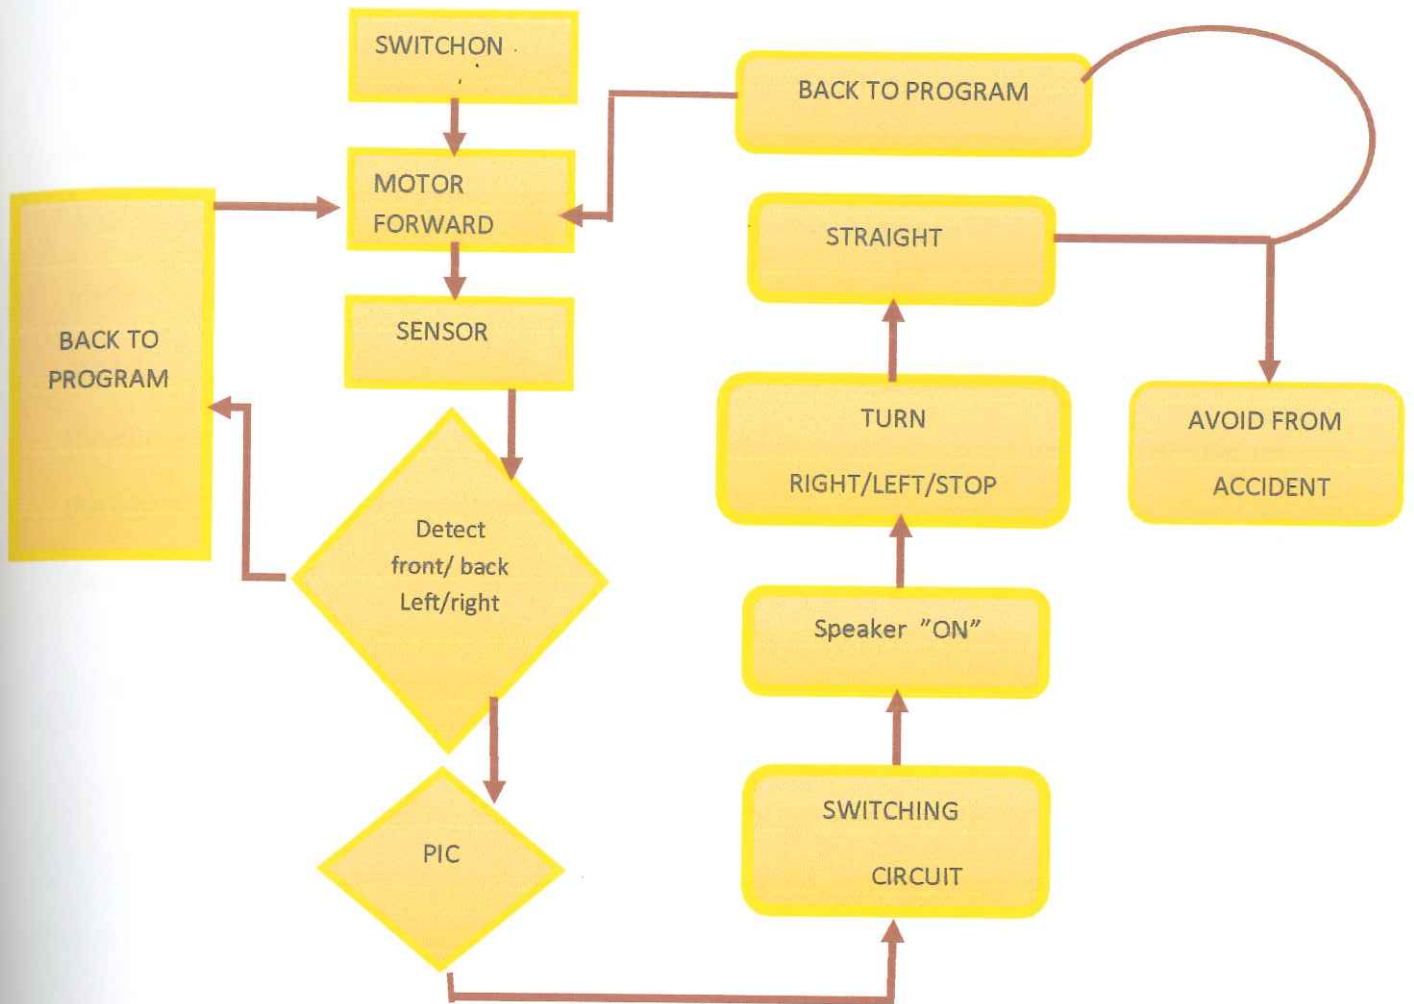 SWITCHON
MOTOR
FORWARD
SENSOR
BACK TO
PROGRAM
Detect
front/ back
Left/right
PIC
SWITCHING
CIRCUIT
Speaker "ON"
TURN
RIGHT/LEFT/STOP
STRAIGHT
BACK TO PROGRAM
AVOID FROM
ACCIDENT